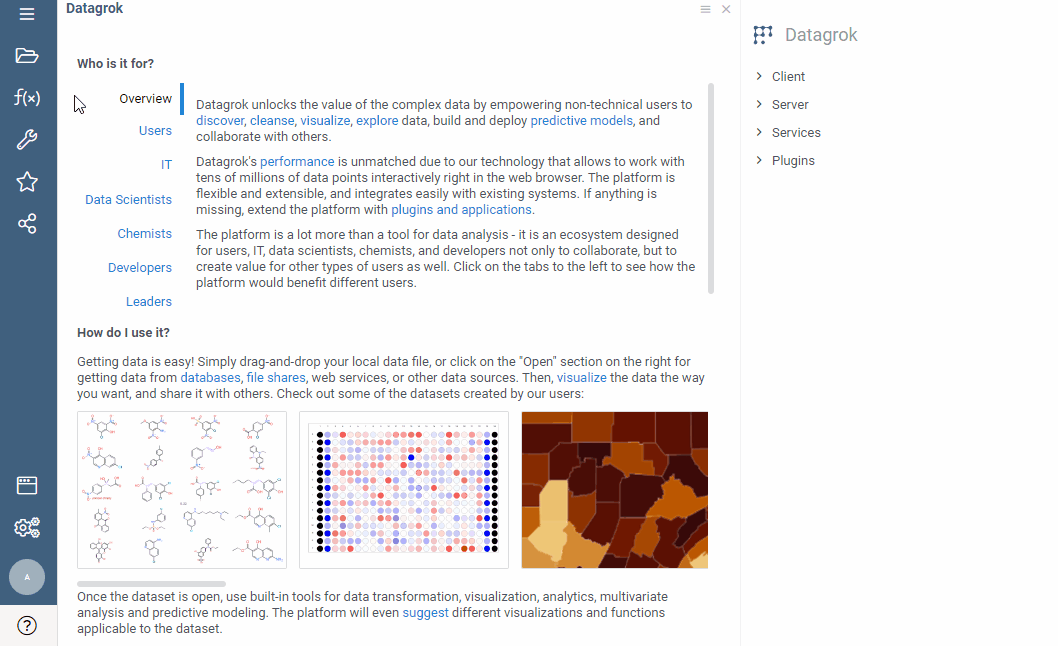 Datagrok
Who is it for?
Overview
Users
IT
Data Scientists
Chemists
Developers
Leaders
Datagrok unlocks the value of the complex data by empowering non-technical users to
discover, cleanse, visualize, explore data, build and deploy predictive models, and
collaborate with others.
Datagrok's performance is unmatched due to our technology that allows to work with
tens of millions of data points interactively right in the web browser. The platform is
flexible and extensible, and integrates easily with existing systems. If anything is
missing, extend the platform with plugins and applications.
The platform is a lot more than a tool for data analysis - it is an ecosystem designed
for users, IT, data scientists, chemists, and developers not only to collaborate, but to
create value for other types of users as well. Click on the tabs to the left to see how the
platform would benefit different users.
How do I use it?
Getting data is easy! Simply drag-and-drop your local data file, or click on the "Open" section on the right for
getting data from databases, file shares, web services, or other data sources. Then, visualize the data the way
you want, and share it with others. Check out some of the datasets created by our users:
Once the dataset is open, use built-in tools for data transformation, visualization, analytics, multivariate
analysis and predictive modeling. The platform will even suggest different visualizations and functions
applicable to the dataset.
Datagrok
Client
Server
Services
Plugins
f(x)
A
?